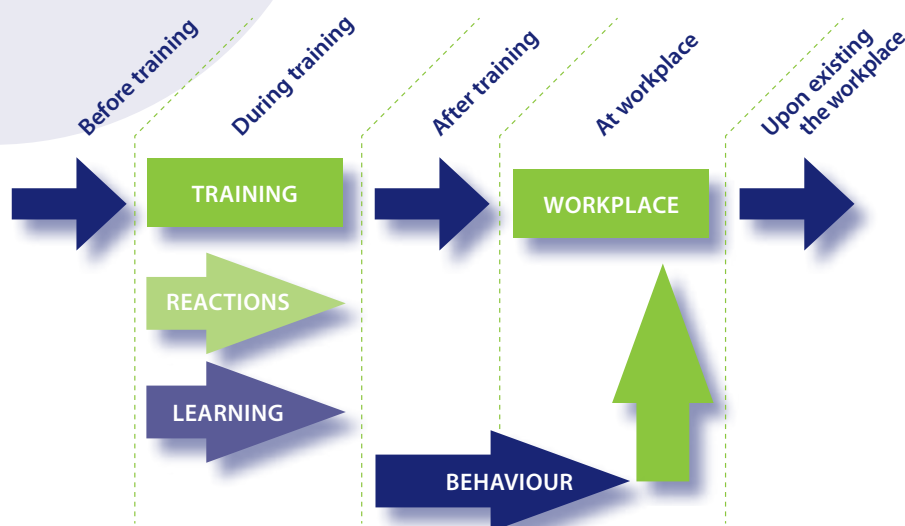 Before training
During training
After training
At workplace
Upon existing
the workplace
TRAINING
WORKPLACE
REACTIONS
LEARNING
BEHAVIOUR